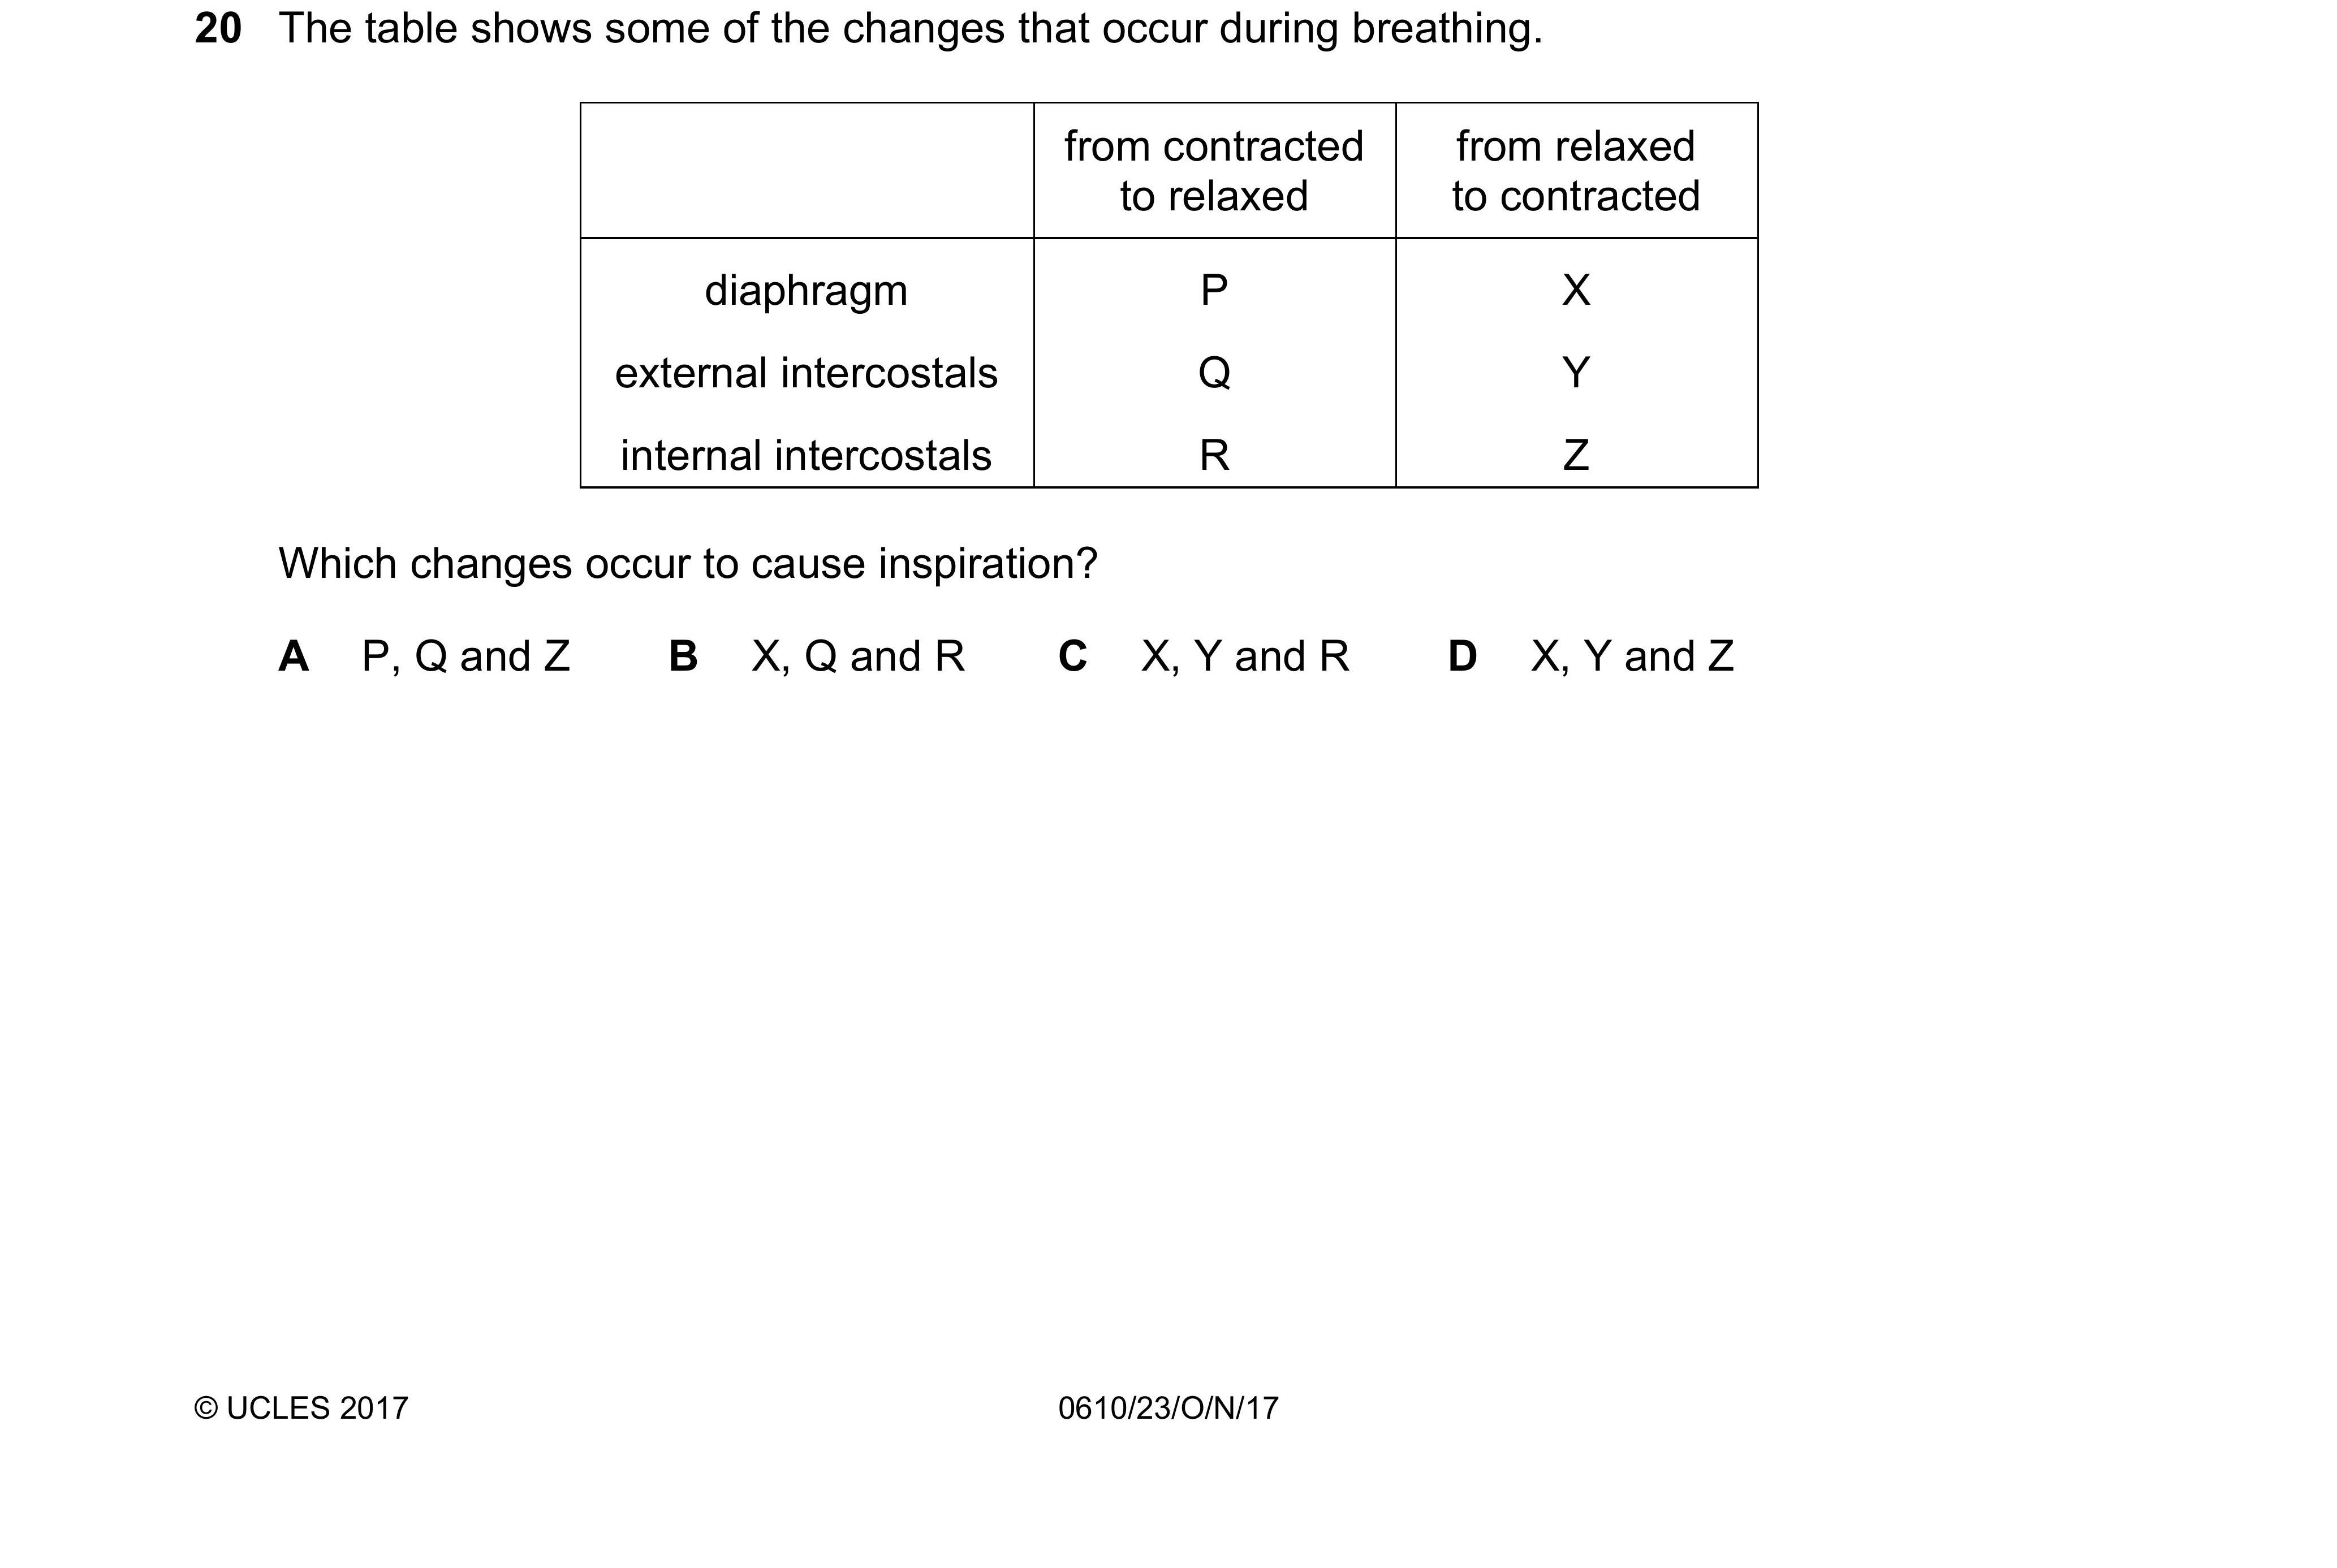 20 The table shows some of the changes that occur during breathing.
from contracted to relaxed
from relaxed to contracted
diaphragm P X
external intercostals Q Y
internal intercostals R Z
Which changes occur to cause inspiration?
A P, Q and Z B X, Q and R C X, Y and R D X, Y and Z
© UCLES 2017 0610/23/O/N/17